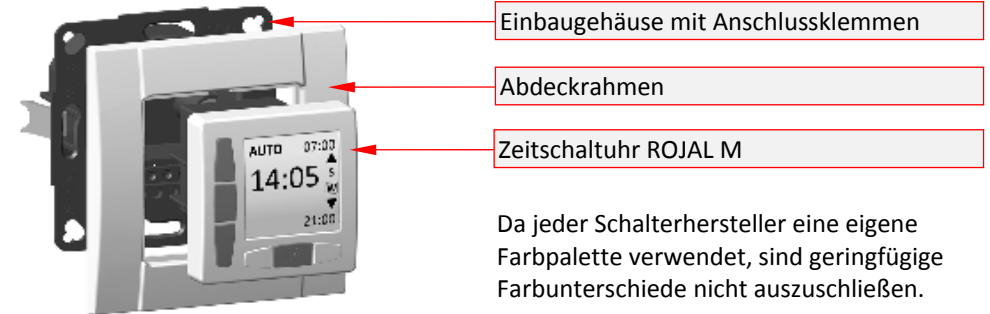 Einbaugehäuse mit Anschlussklemmen
Abdeckrahmen
Zeitschaltuhr ROJAL M
AUTO 07:00
14:05
S
W
21:00
Da jeder Schalterhersteller eine eigene
Farbpalette verwendet, sind geringfügige
Farbunterschiede nicht auszuschließen.